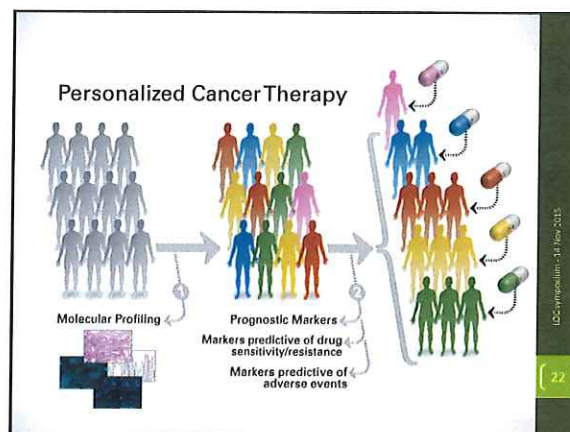 Personalized Cancer Therapy
1
2
Molecular Profiling
Prognostic Markers
Markers predictive of drug
sensitivity/resistance
Markers predictive of
adverse events
symposium - 14 Nov 2015
22